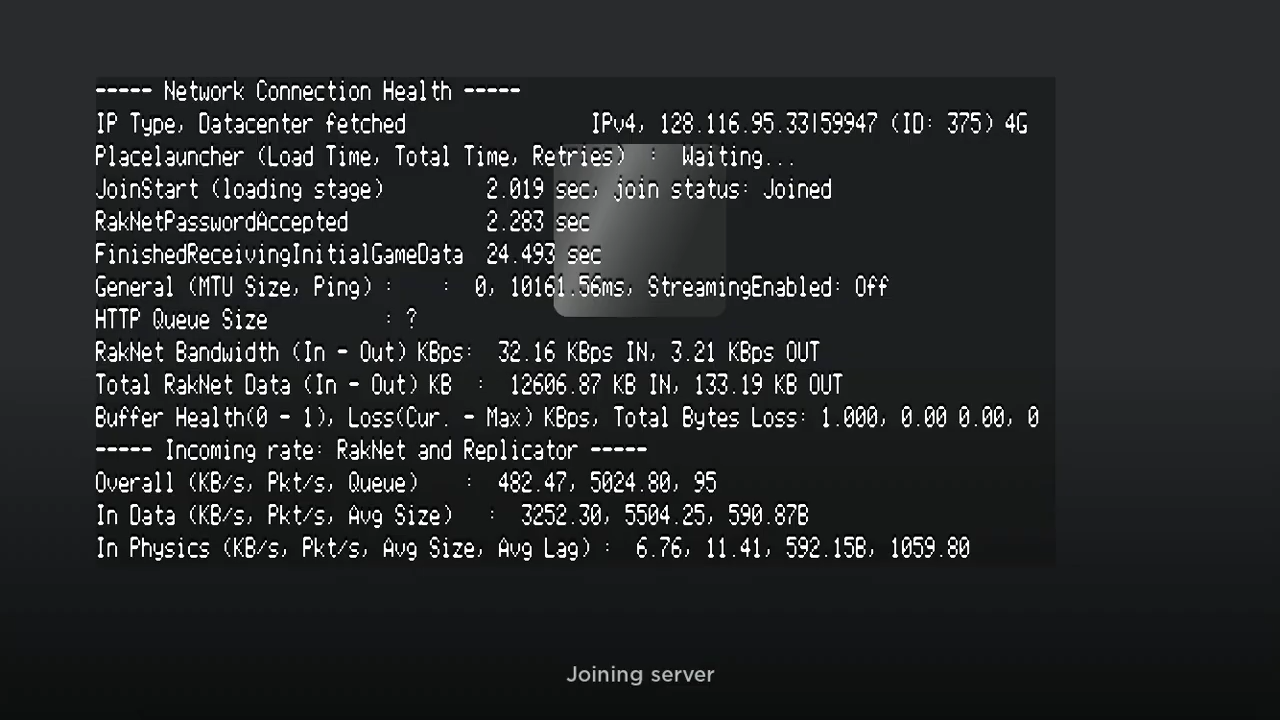 ----- Network Connection Health -----
IP Type, Datacenter fetched IPv4, 128.116.95.33|59947 (ID: 375) 4G
Placelauncher (Load Time, Total Time, Retries) : Waiting...
JoinStart (loading stage) 2.019 sec, join status: Joined
RakNetPasswordAccepted 2.283 sec
FinishedReceivingInitialGameData 24.493 sec
General (MTU Size, Ping) : : 0, 10161.56ms, StreamingEnabled: Off
HTTP Queue Size : ?
RakNet Bandwidth (In - Out) KBps: 32.16 KBps IN, 3.21 KBps OUT
Total RakNet Data (In - Out) KB : 12606.87 KB IN, 133.19 KB OUT
Buffer Health(0 - 1), Loss(Cur. - Max) KBps, Total Bytes Loss: 1.000, 0.00 0.00, 0
----- Incoming rate: RakNet and Replicator -----
Overall (KB/s, Pkt/s, Queue) : 482.47, 5024.80, 95
In Data (KB/s, Pkt/s, Avg Size) : 3252.30, 5504.25, 590.87B
In Physics (KB/s, Pkt/s, Avg Size, Avg Lag) : 6.76, 11.41, 592.15B, 1059.80
Joining server